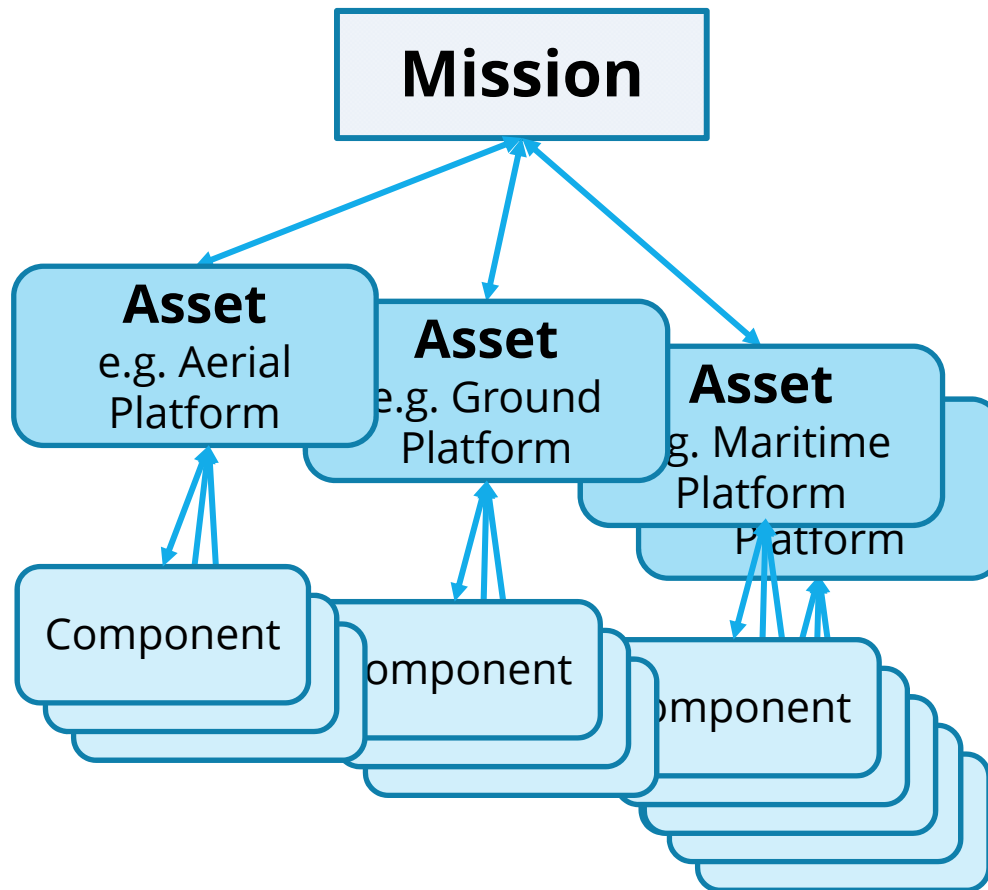 Mission
Asset
e.g. Aerial
Platform
Asset
e.g. Ground
Platform
Asset
g. Maritime
Platform
Platform
Component
omponent
omponent